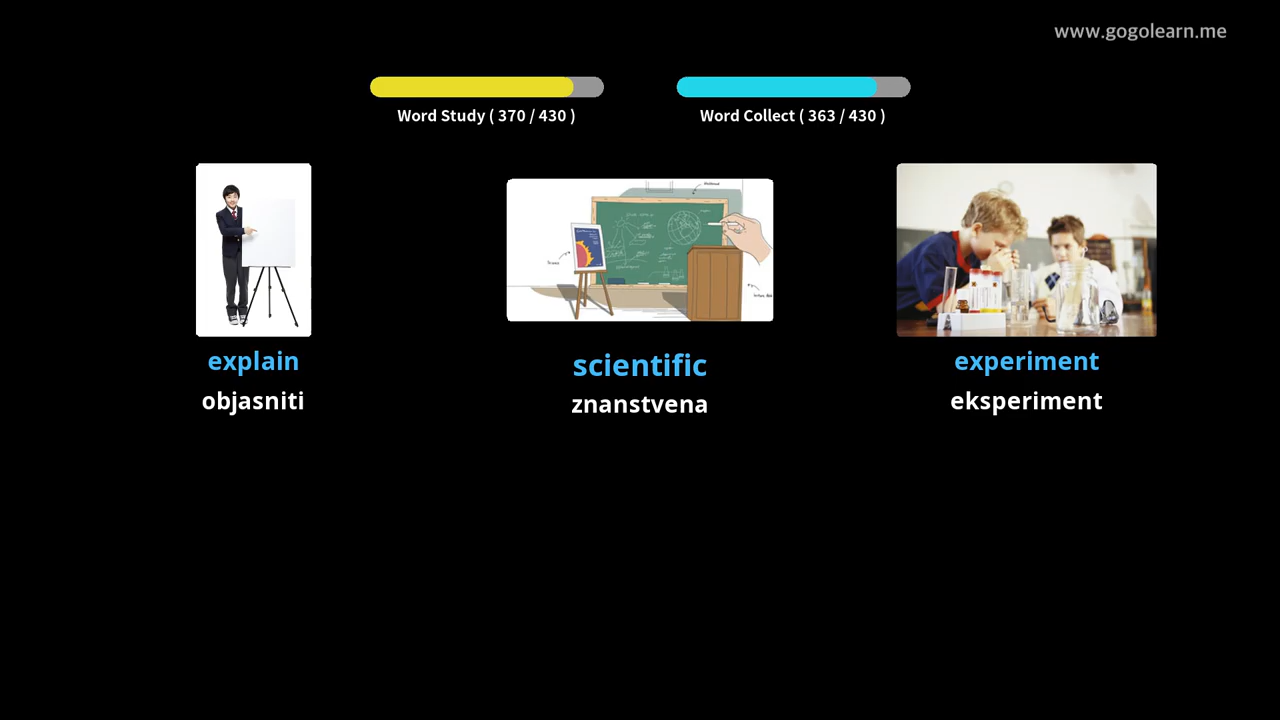 www.gogolearn.me
Word Study ( 370 / 430 )
Word Collect ( 363 / 430 )
explain
objasniti
scientific
znanstvena
experiment
eksperiment